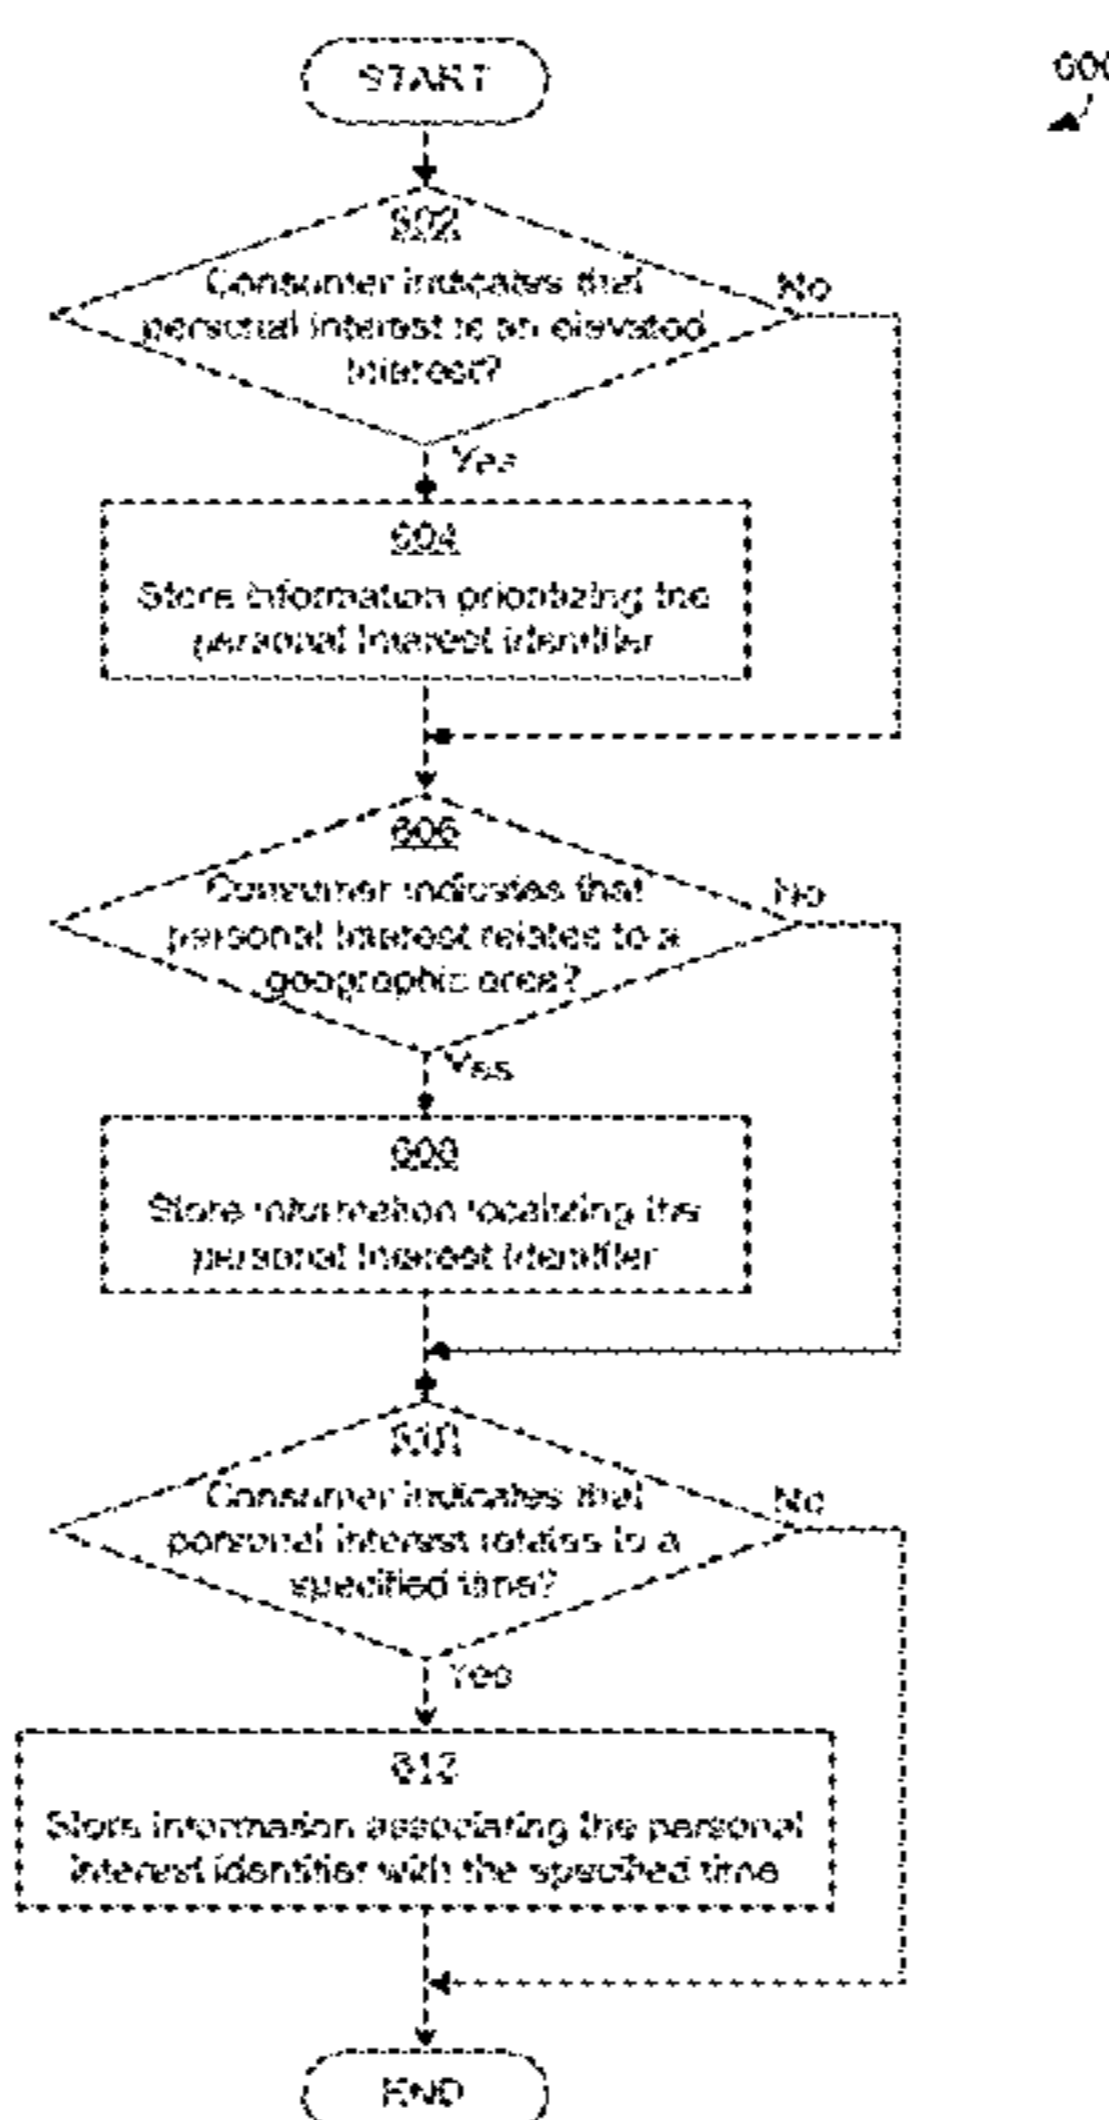 START
600
602
Consumer indicates that
personal interest is an elevated
interest?
No
Yes
604
Store information prioritizing the
personal interest identifier
606
Consumer indicates that
personal interest relates to a
geographic area?
No
Yes
608
Store information localizing the
personal interest identifier
610
Consumer indicates that
personal interest relates to a
specified time?
No
Yes
612
Store information associating the personal
interest identifier with the specified time
END